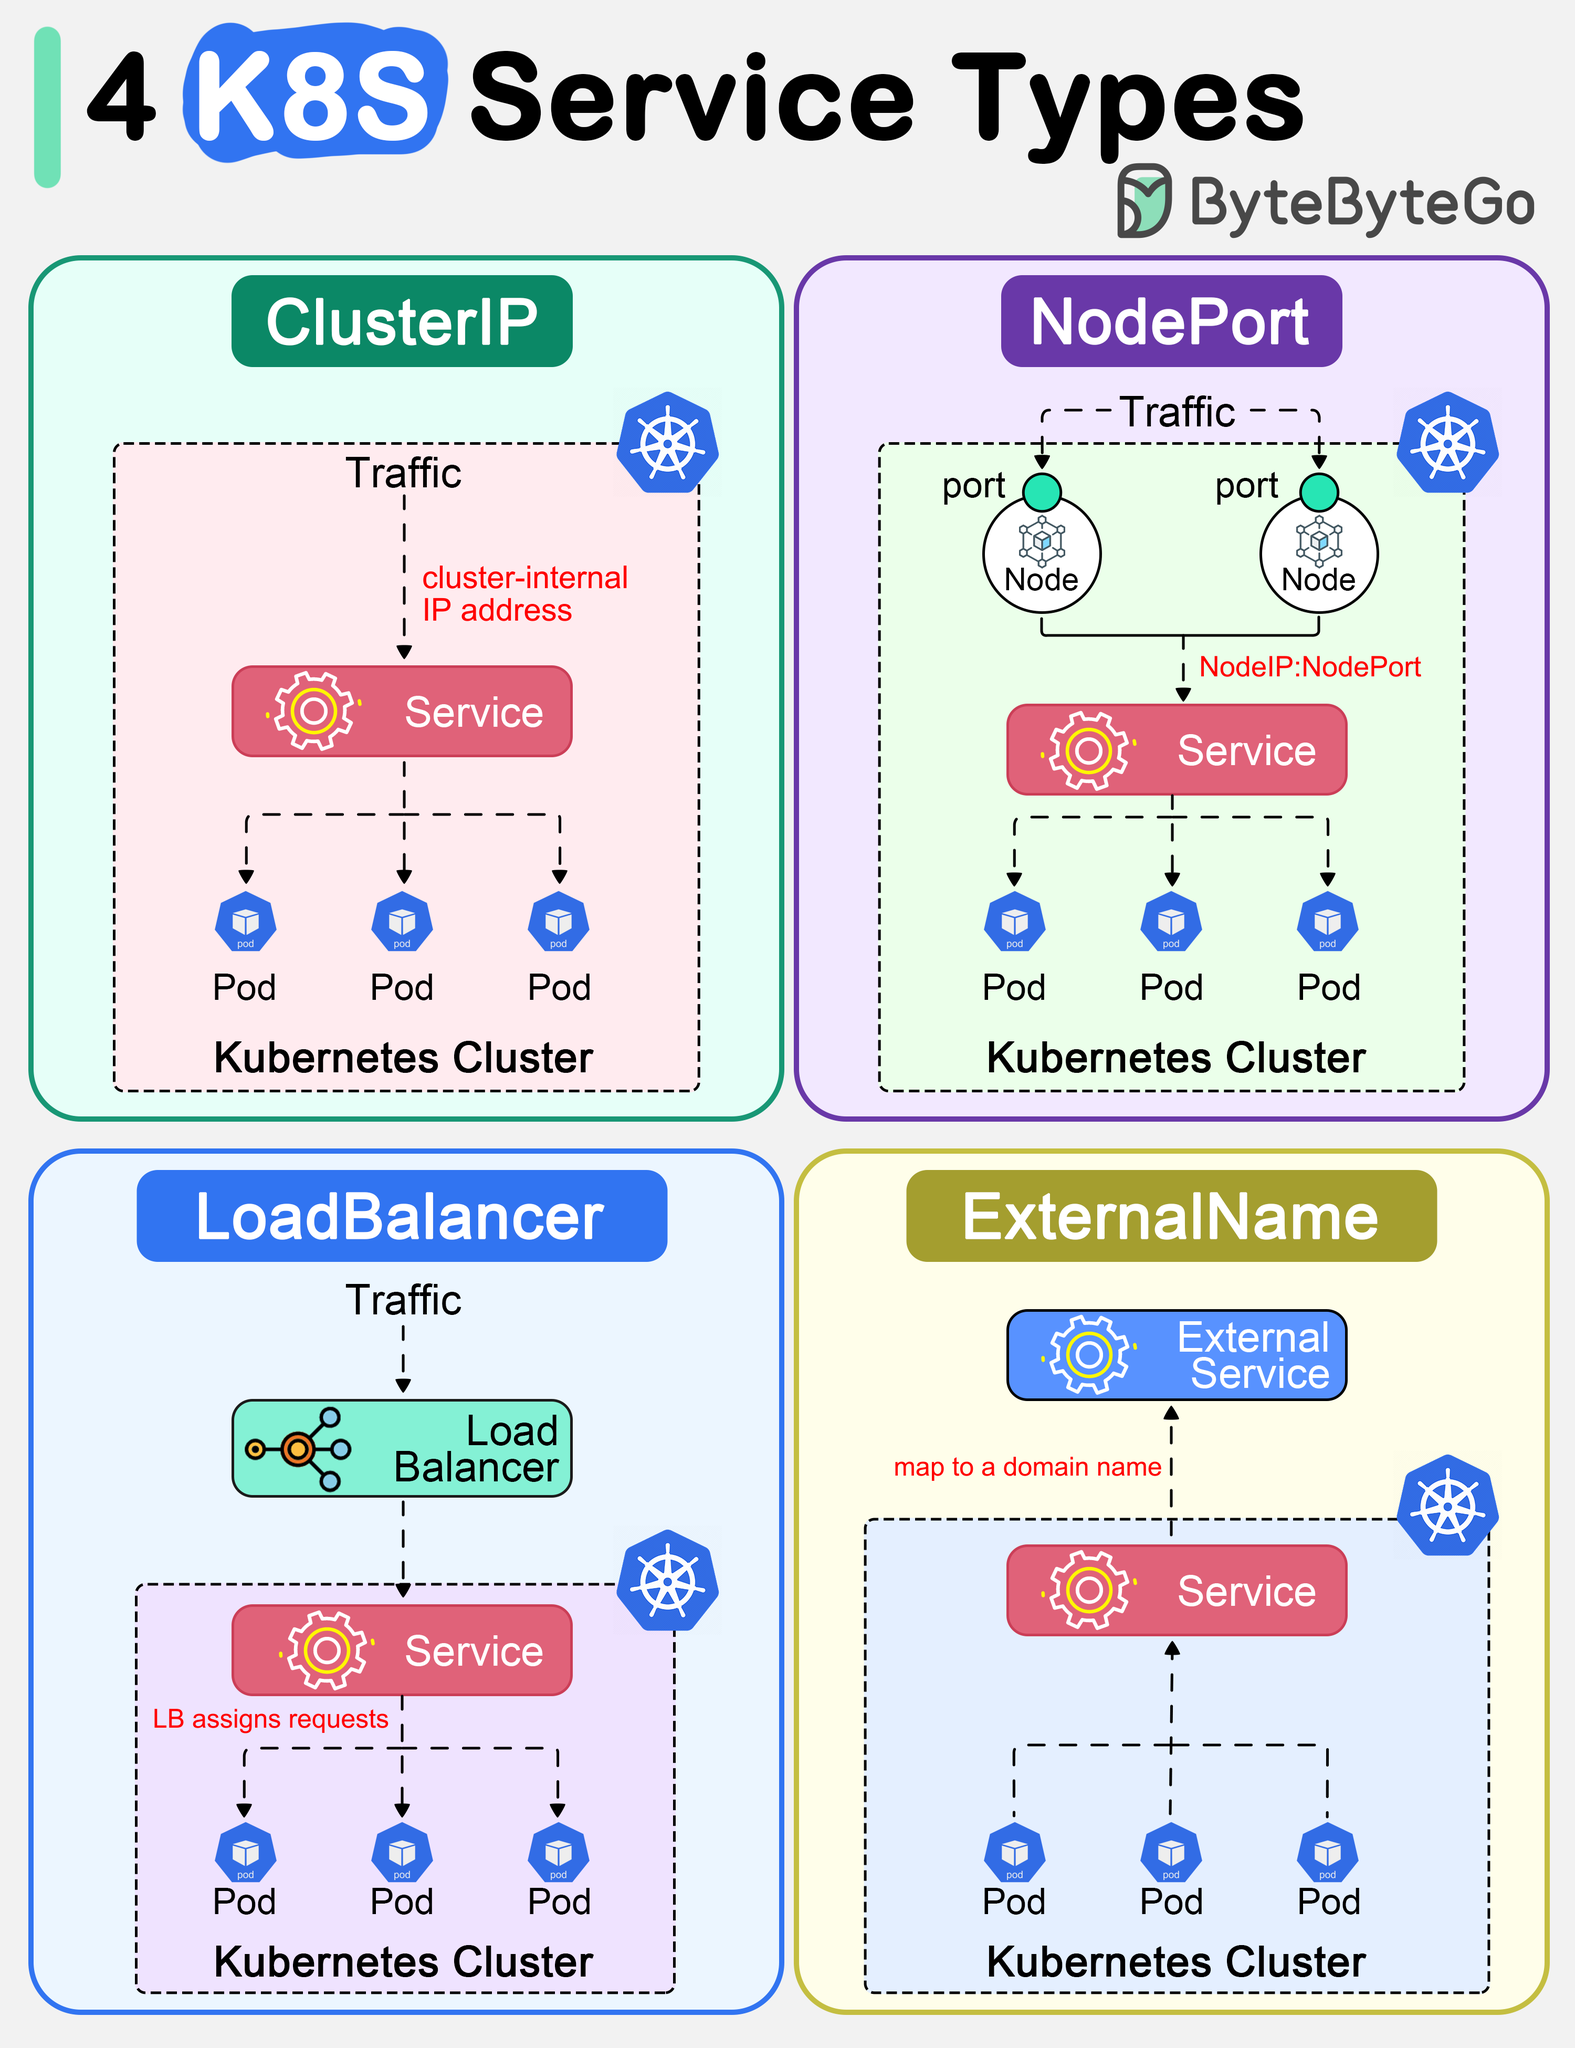 4 K8S Service Types
ByteByteGo
ClusterIP
Traffic
cluster-internal
IP address
Service
pod
pod
pod
Pod
Pod
Pod
Kubernetes Cluster
NodePort
Traffic
port
port
Node
Node
NodeIP:NodePort
Service
pod
pod
pod
Pod
Pod
Pod
Kubernetes Cluster
LoadBalancer
Traffic
Load
Balancer
Service
LB assigns requests
pod
pod
pod
Pod
Pod
Pod
Kubernetes Cluster
ExternalName
External
Service
map to a domain name
Service
pod
pod
pod
Pod
Pod
Pod
Kubernetes Cluster